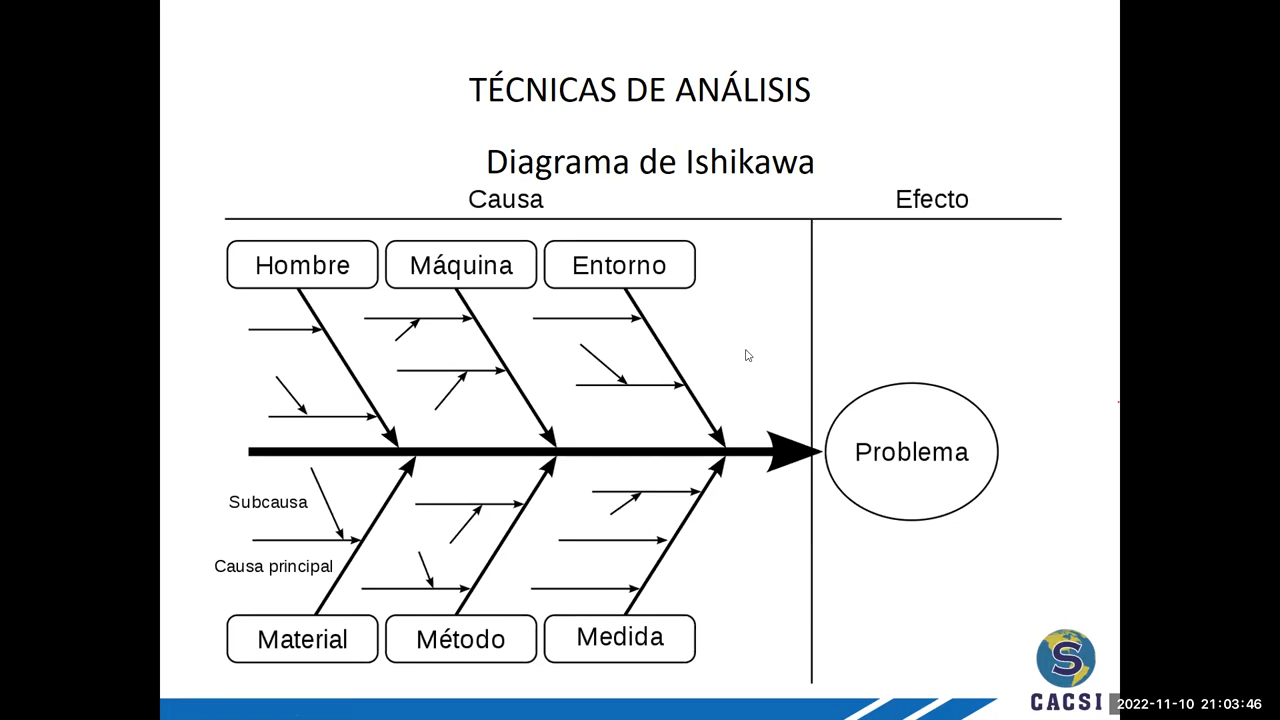 TÉCNICAS DE ANÁLISIS
Diagrama de Ishikawa
Causa
Efecto
Hombre
Máquina
Entorno
Problema
Subcausa
Causa principal
Material
Método
Medida
S
CACSI
2022-11-10 21:03:46